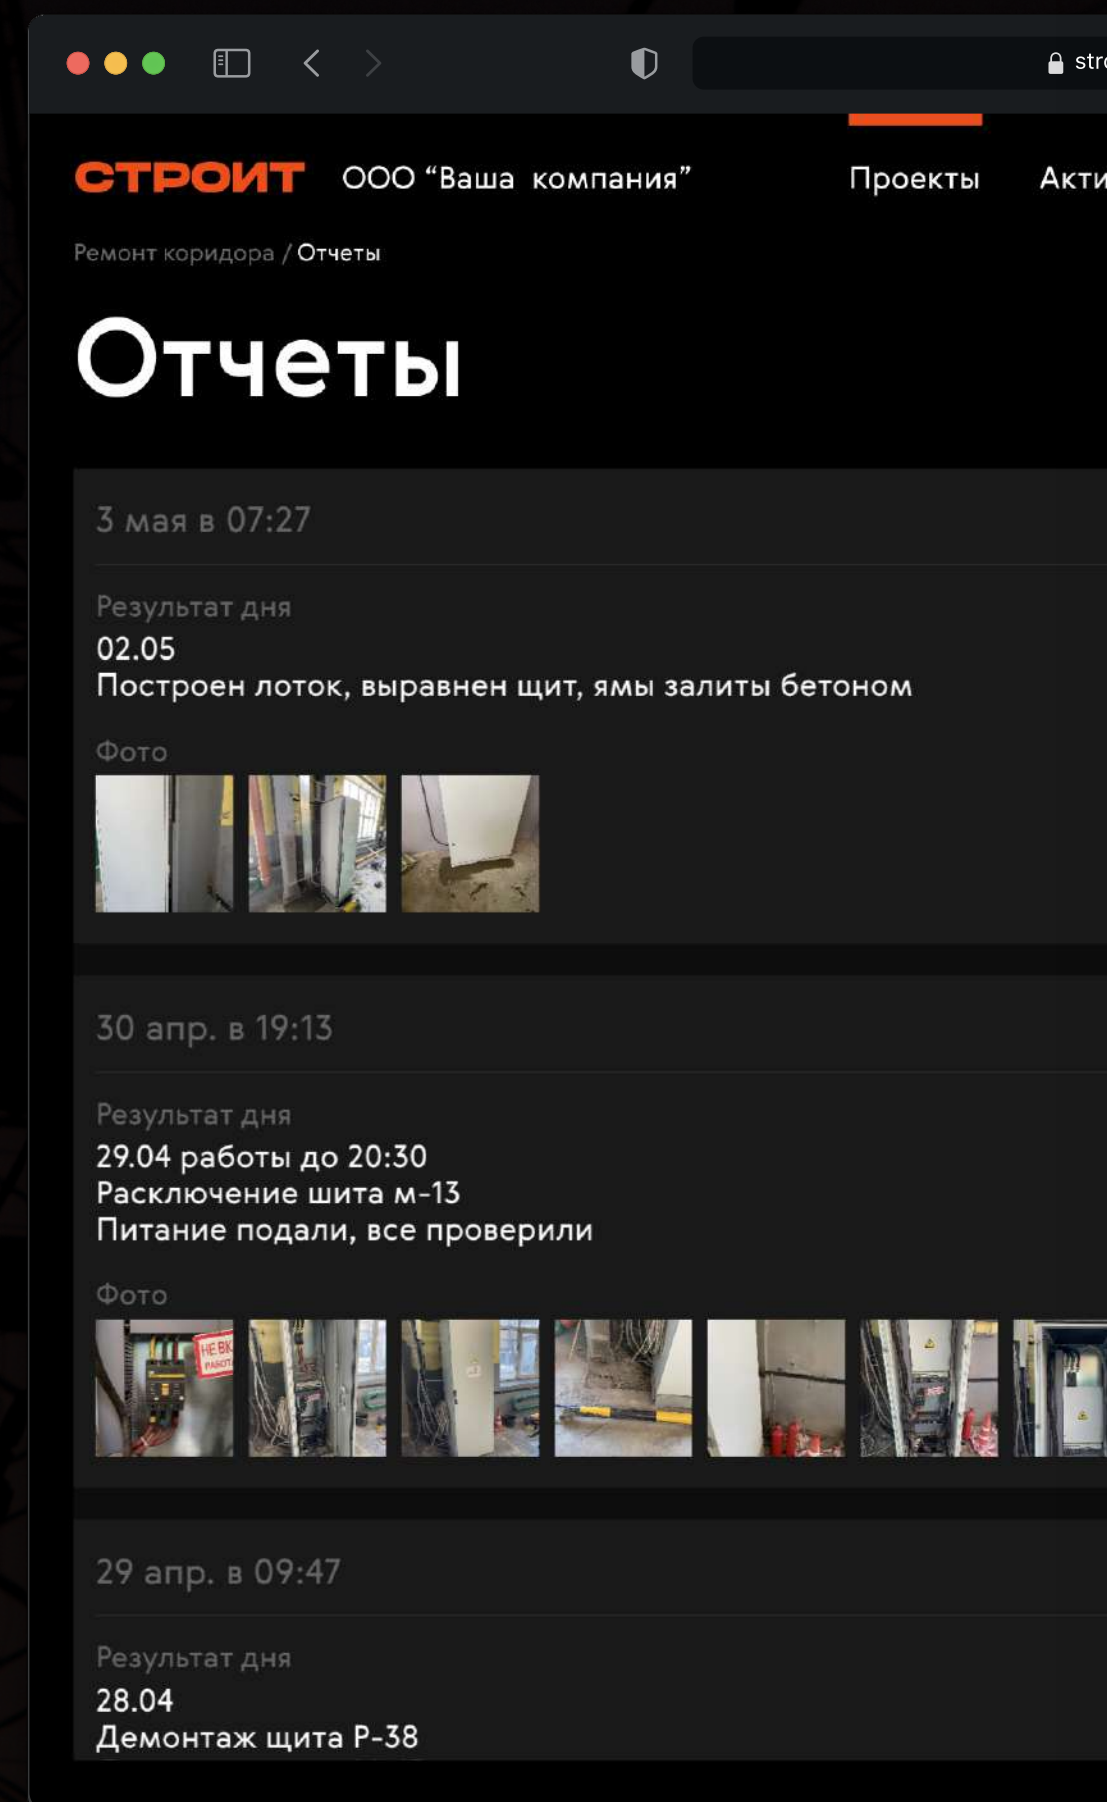 stro
СТРОИТ ООО “Ваша компания” Проекты Акти
Ремонт коридора / Отчеты
Отчеты
3 мая в 07:27
Результат дня
02.05
Построен лоток, выравнен щит, ямы залиты бетоном
Фото
30 апр. в 19:13
Результат дня
29.04 работы до 20:30
Расключение шита м-13
Питание подали, все проверили
Фото
НЕ ВК
РАБОТ
29 апр. в 09:47
Результат дня
28.04
Демонтаж щита Р-38